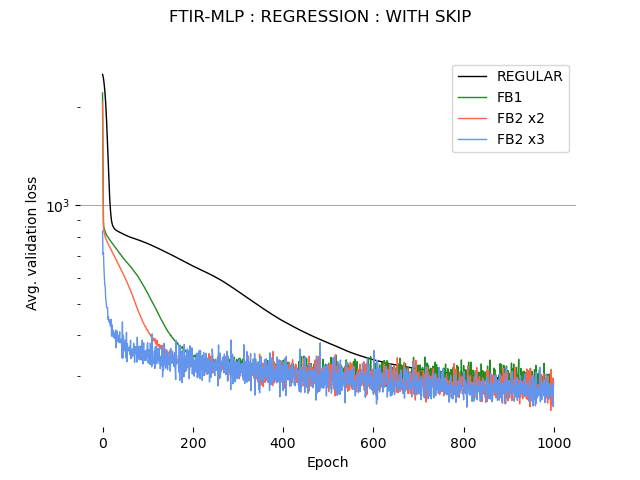 FTIR-MLP : REGRESSION : WITH SKIP
REGULAR
FB1
FB2 x2
FB2 x3
10³
Avg. validation loss
0 200 400 600 800 1000
Epoch